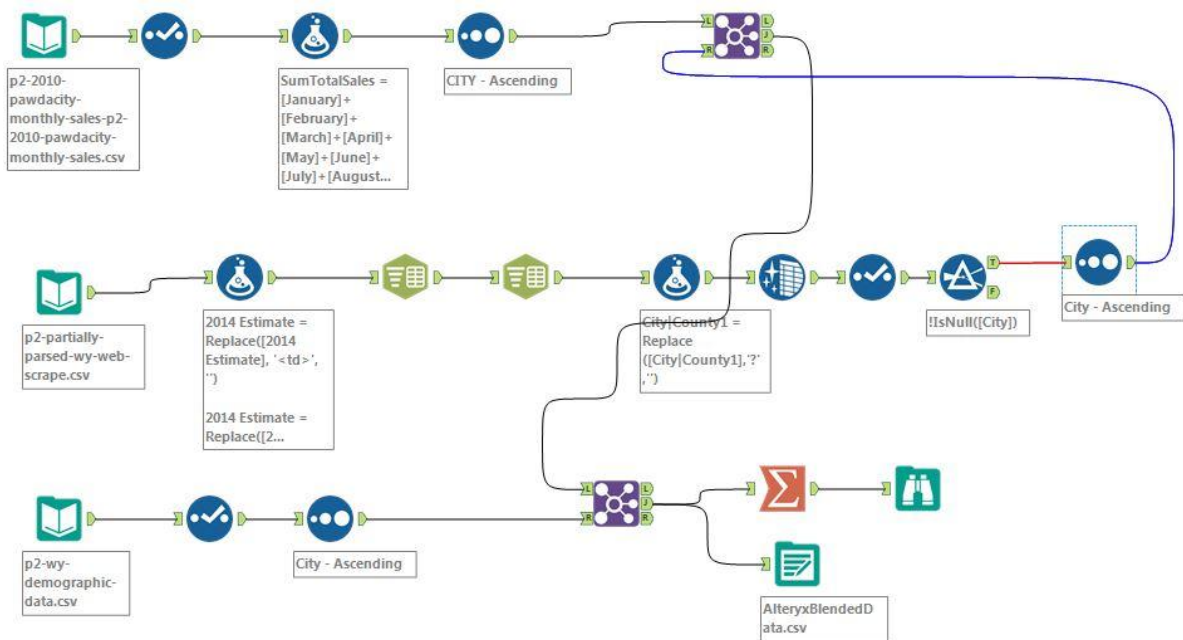 L
L
J
R
R
p2-2010-
pawdacity-
monthly-sales-p2-
2010-pawdacity-
monthly-sales.csv
SumTotalSales =
[January]+
[February]+
[March]+[April]+
[May]+[June]+
[July]+[August...
CITY - Ascending
T
F
p2-partially-
parsed-wy-web-
scrape.csv
2014 Estimate =
Replace([2014
Estimate], '<td>',
'')
2014 Estimate =
Replace([2...
City|County1 =
Replace
([City|County1],'?'
,'')
!IsNull([City])
City - Ascending
L
L
J
R
R
p2-wy-
demographic-
data.csv
City - Ascending
Σ
AlteryxBlendedD
ata.csv